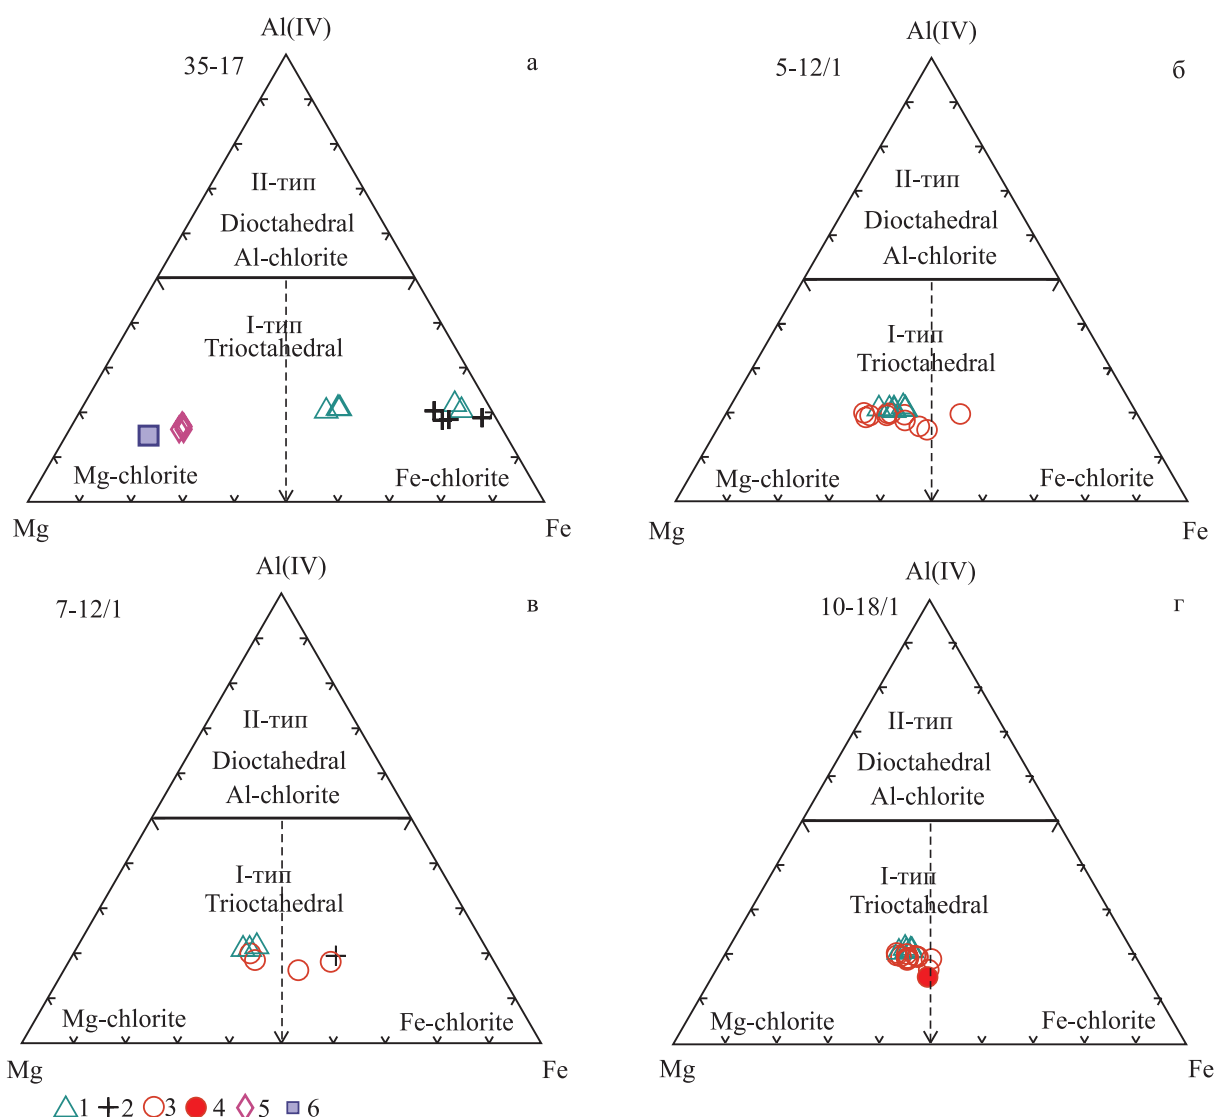 Al(IV)
35-17
а
II-тип
Dioctahedral
Al-chlorite
I-тип
Trioctahedral
Mg-chlorite
Fe-chlorite
Mg
Fe
Al(IV)
5-12/1
б
II-тип
Dioctahedral
Al-chlorite
I-тип
Trioctahedral
Mg-chlorite
Fe-chlorite
Mg
Fe
Al(IV)
7-12/1
в
II-тип
Dioctahedral
Al-chlorite
I-тип
Trioctahedral
Mg-chlorite
Fe-chlorite
Mg
Fe
Al(IV)
10-18/1
г
II-тип
Dioctahedral
Al-chlorite
I-тип
Trioctahedral
Mg-chlorite
Fe-chlorite
Mg
Fe
1 2 3 4 5 6